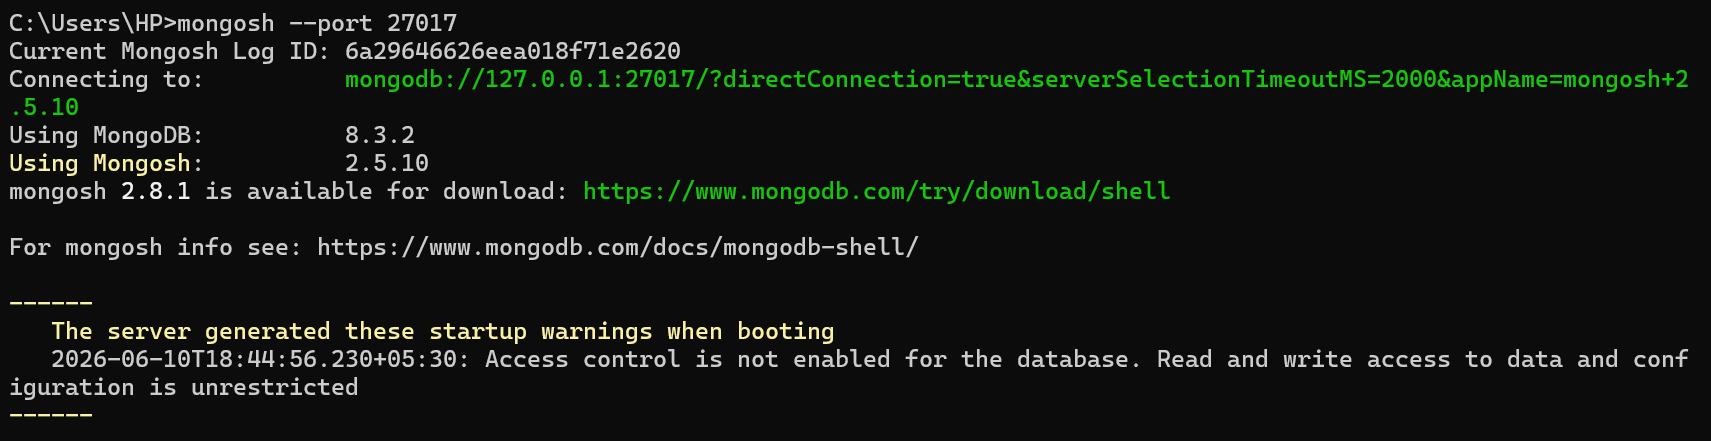 C:\Users\HP>mongosh --port 27017
Current Mongosh Log ID: 6a29646626eea018f71e2620
Connecting to:          mongodb://127.0.0.1:27017/?directConnection=true&serverSelectionTimeoutMS=2000&appName=mongosh+2
.5.10
Using MongoDB:          8.3.2
Using Mongosh:          2.5.10
mongosh 2.8.1 is available for download: https://www.mongodb.com/try/download/shell

For mongosh info see: https://www.mongodb.com/docs/mongodb-shell/

------
   The server generated these startup warnings when booting
   2026-06-10T18:44:56.230+05:30: Access control is not enabled for the database. Read and write access to data and conf
iguration is unrestricted
------